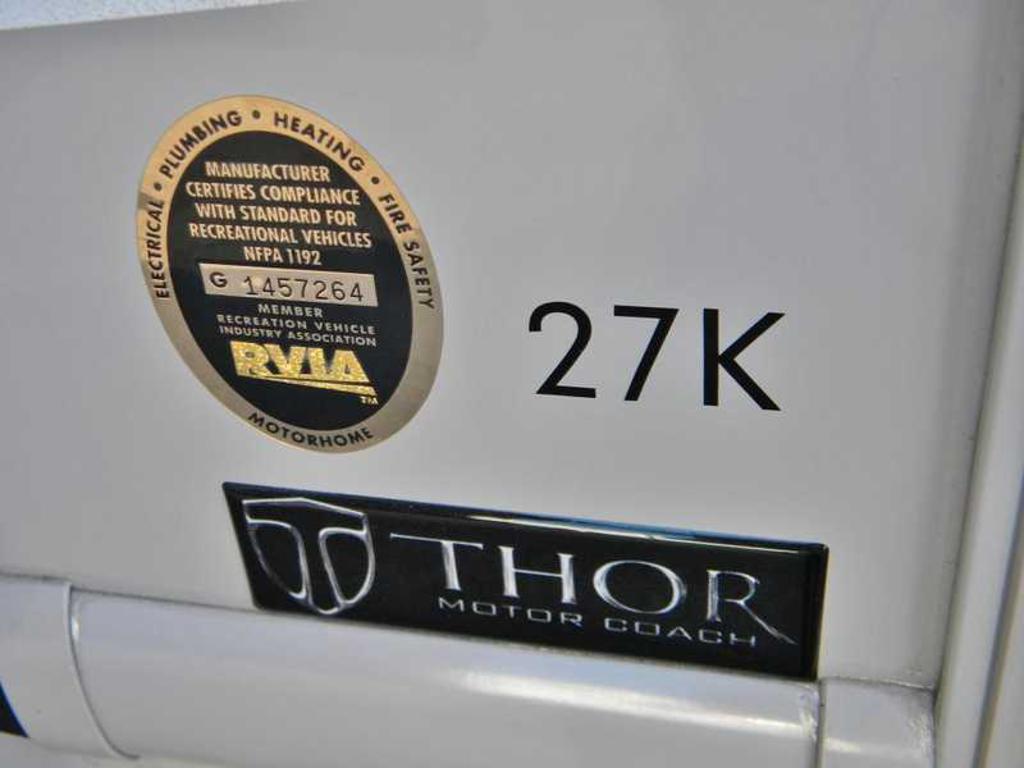 ELECTRICAL • PLUMBING • HEATING • FIRE SAFETY
MANUFACTURER
CERTIFIES COMPLIANCE
WITH STANDARD FOR
RECREATIONAL VEHICLES
NFPA 1192
G 1457264
MEMBER
RECREATION VEHICLE
INDUSTRY ASSOCIATION
RVIA
TM
MOTORHOME
27K
THOR
MOTOR COACH